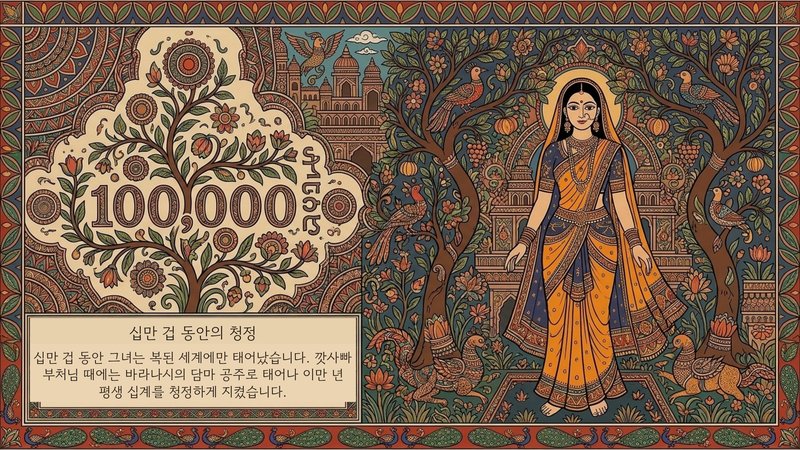 100,000
십만 겁 동안의 청정
십만 겁 동안 그녀는 복된 세계에만 태어났습니다. 깟사빠
부처님 때에는 바라나시의 담마 공주로 태어나 이만 년
평생 십계를 청정하게 지켰습니다.